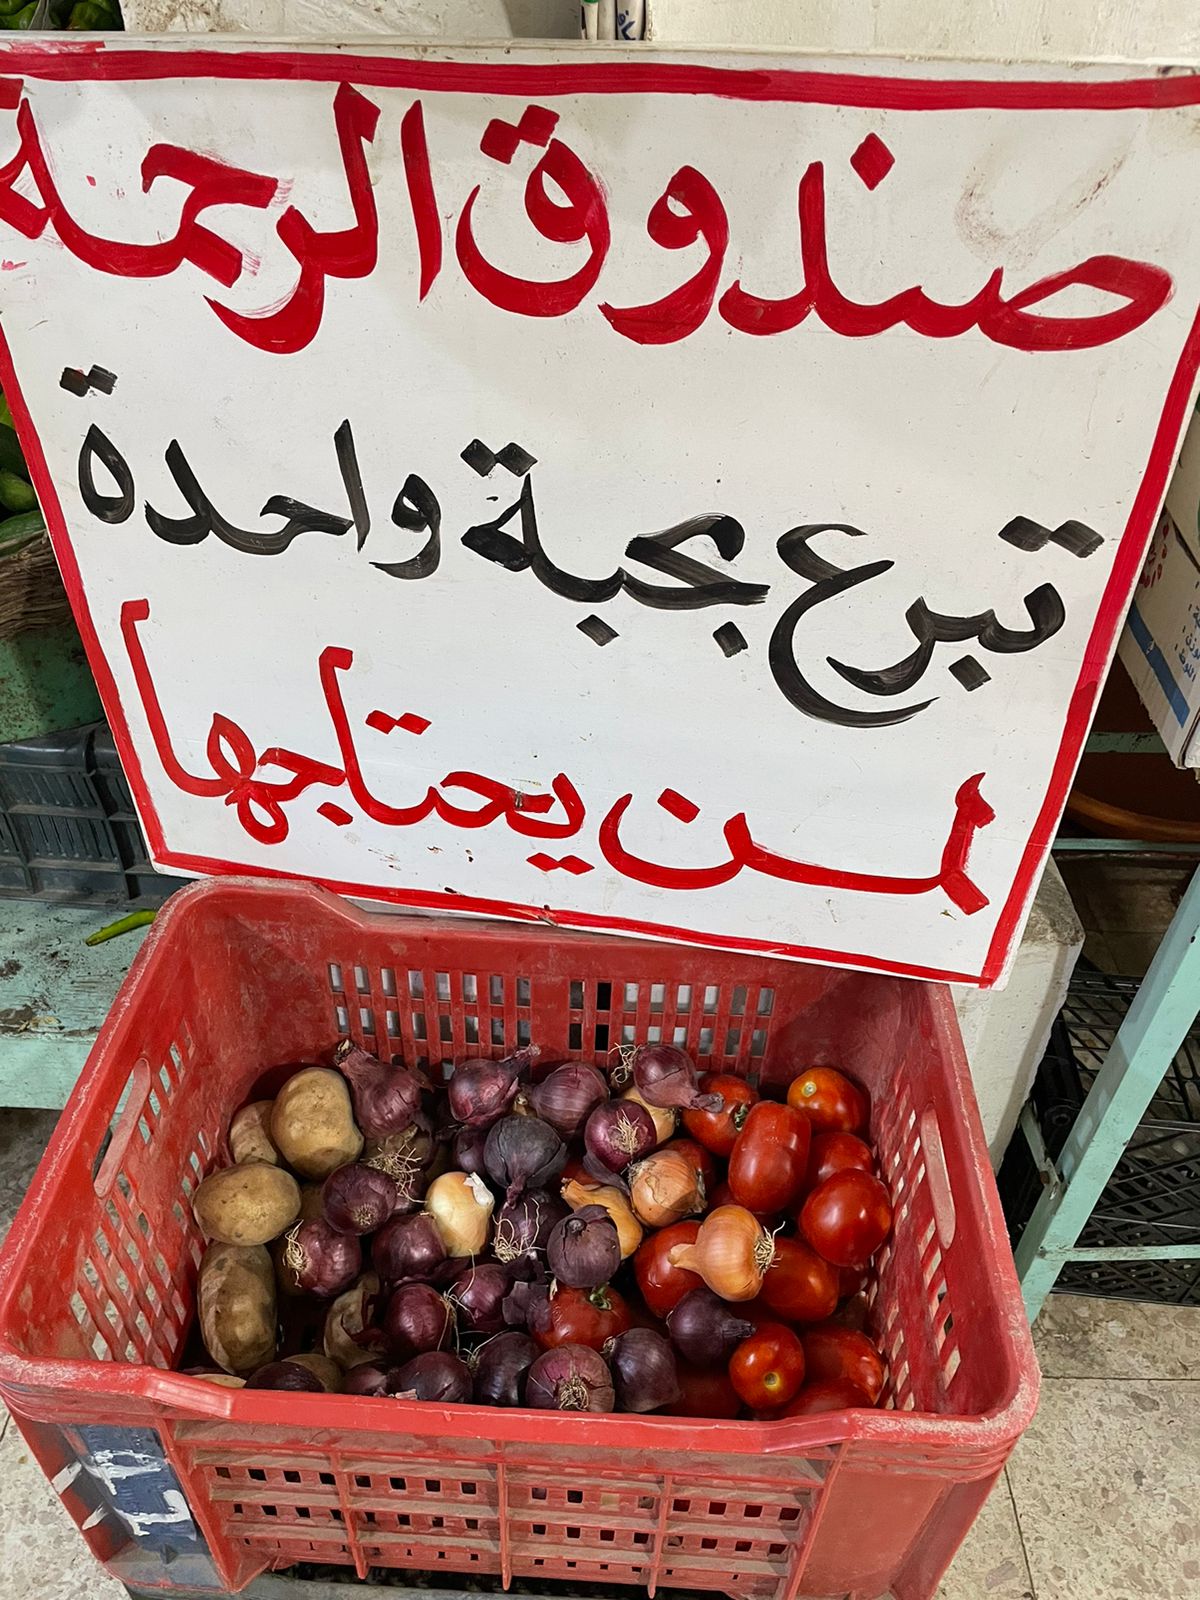 صندوق الرحمة
تبرع بحبة واحدة
لمن يحتاجها